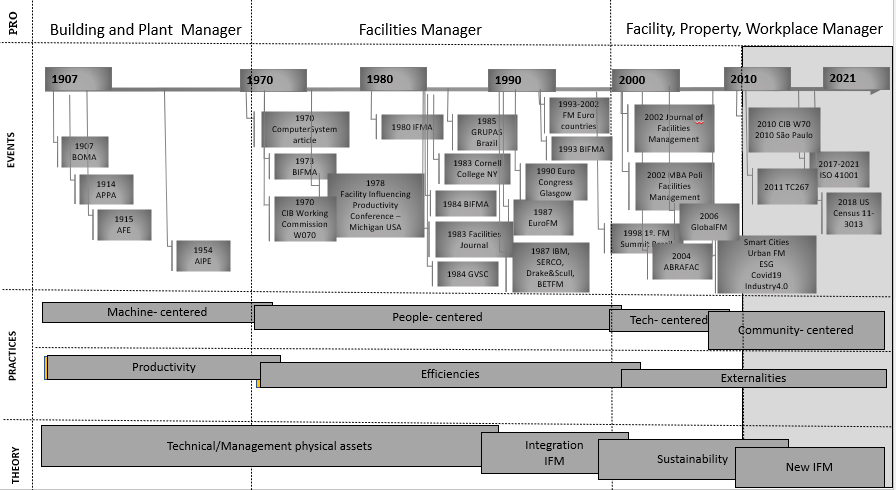 PRO
Building and Plant Manager
Facilities Manager
Facility, Property, Workplace Manager
EVENTS
1907
1970
1980
1990
2000
2010
2021
1907
BOMA
1914
APPA
1915
AFE
1954
AIPE
1970
ComputerSystem
article
1973
BIFMA
1970
CIB Working
Commission
W070
1978
Facility Influencing
Productivity
Conference –
Michigan USA
1980 IFMA
1985
GRUPAS
Brazil
1983 Cornell
College NY
1984 BIFMA
1983 Facilities
Journal
1984 GVSC
1993-2002
FM Euro
countries
1993 BIFMA
1990 Euro
Congress
Glasgow
1987
EuroFM
1987 IBM,
SERCO,
Drake&Scull,
BETFM
2002 Journal of
Facilities
Management
2002 MBA Poli
Facilities
Management
1998 1º. FM
Summit Brazil
2006
GlobalFM
2004
ABRAFAC
2010 CIB W70
2010 São Paulo
2011 TC267
2017-2021
ISO 41001
2018 US
Census 11-
3013
Smart Cities
Urban FM
ESG
Covid19
Industry4.0
PRACTICES
Machine- centered
People- centered
Tech- centered
Community- centered
Productivity
Efficiencies
Externalities
THEORY
Technical/Management physical assets
Integration
IFM
Sustainability
New IFM